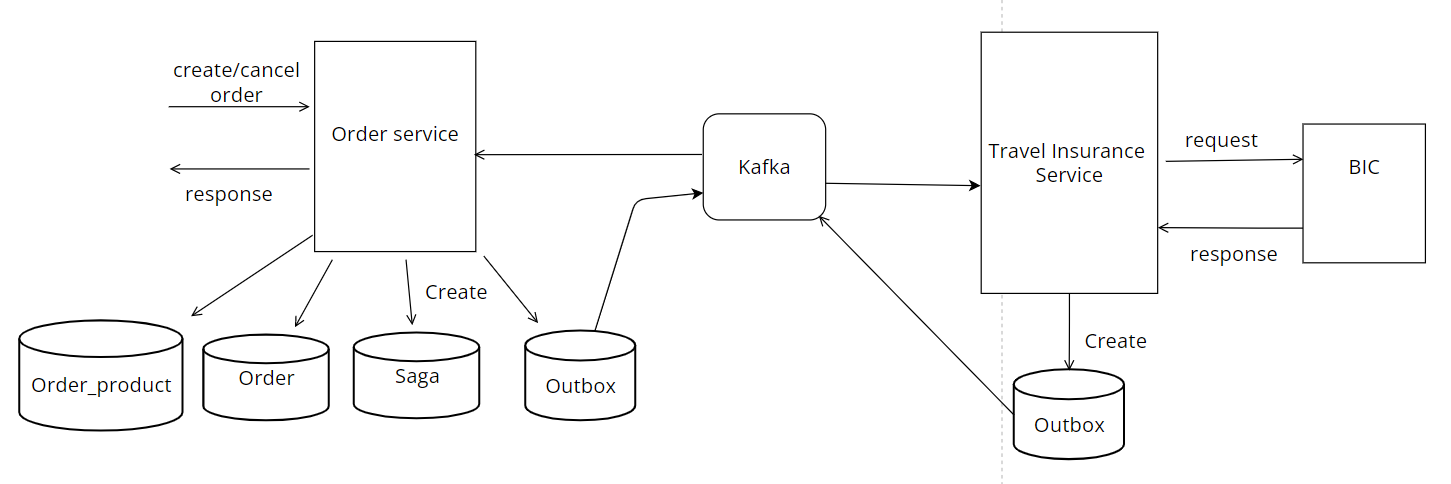 create/cancel
order
response
Order service
Create
Order_product
Order
Saga
Outbox
Kafka
Travel Insurance
Service
request
response
BIC
Create
Outbox